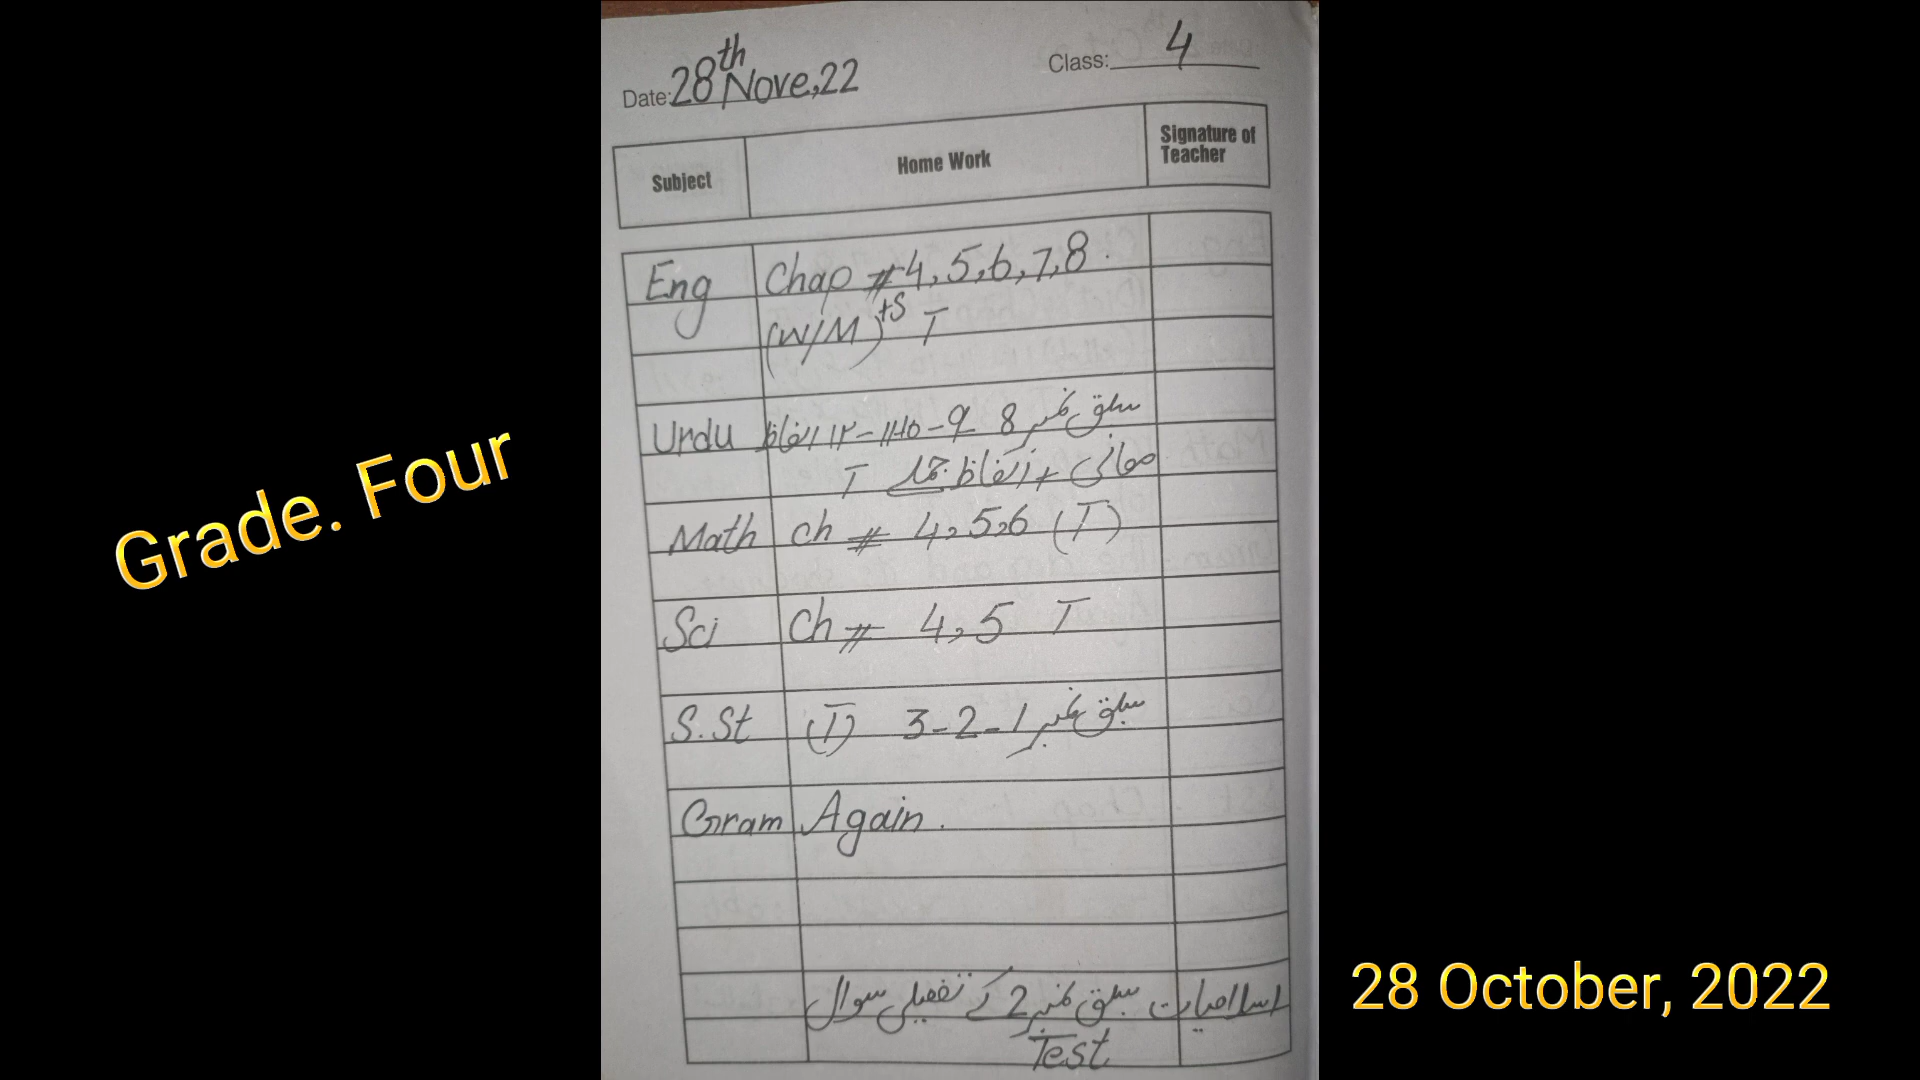 Grade. Four
Date: 28th Nove,22 Class: 4
Subject Home Work Signature of Teacher
Eng Chap # 4,5,6,7,8.
(W/M)+S T
Urdu سبق نمبر 8 -9 -10-11- ۱۲ الفاظ
معانی + الفاظ جملے T
Math ch # 4,5,6 (T)
Sci Ch # 4,5 T
S.St سبق نمبر 1-2-3 (T)
Gram Again.
اسلامیات سبق نمبر 2 کے تفصیلی سوال
Test
28 October, 2022